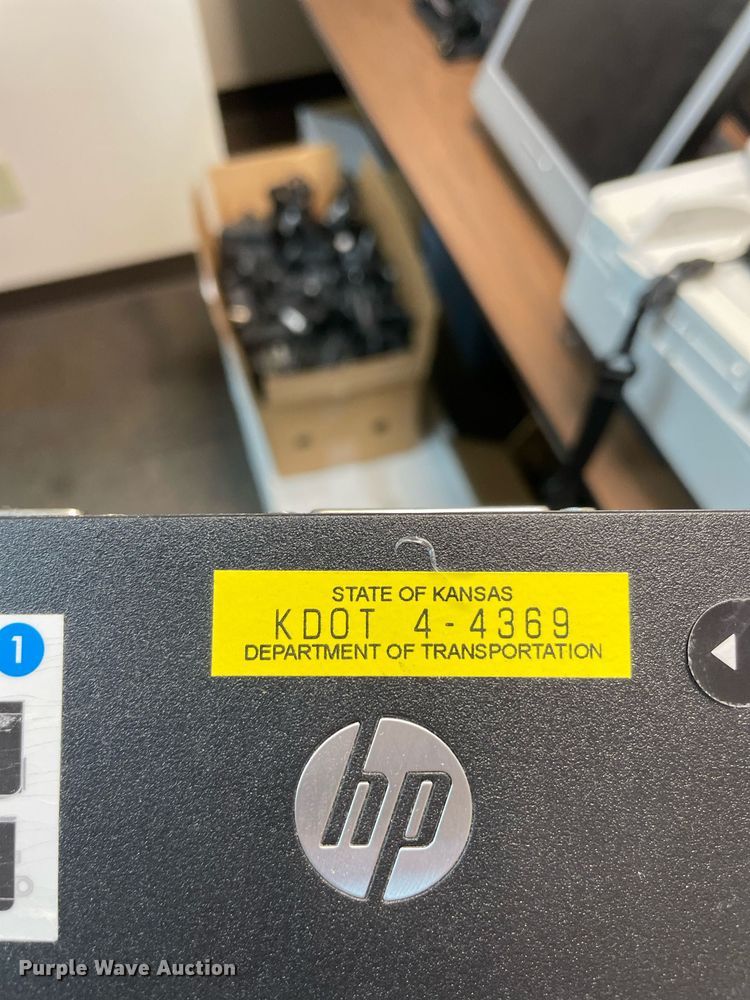 STATE OF KANSAS
KDOT 4-4369
DEPARTMENT OF TRANSPORTATION
1
hp
Purple Wave Auction